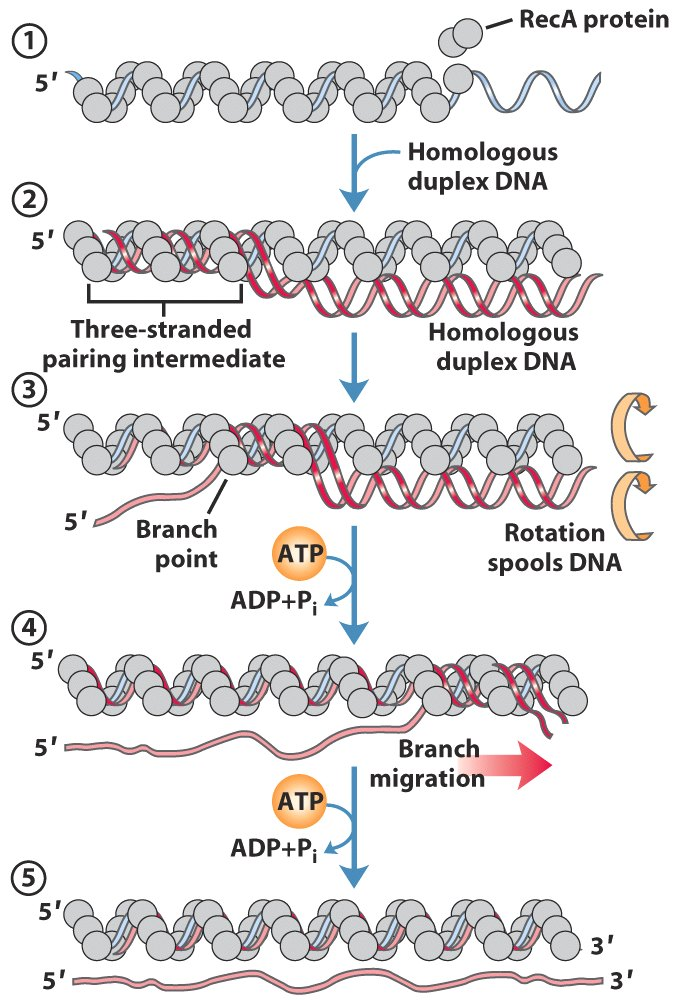 1
RecA protein
5′
Homologous
duplex DNA
2
5′
Three-stranded
pairing intermediate
Homologous
duplex DNA
3
5′
5′
Branch
point
Rotation
spools DNA
ATP
ADP+Pi
4
5′
5′
Branch
migration
ATP
ADP+Pi
5
5′
3′
5′
3′